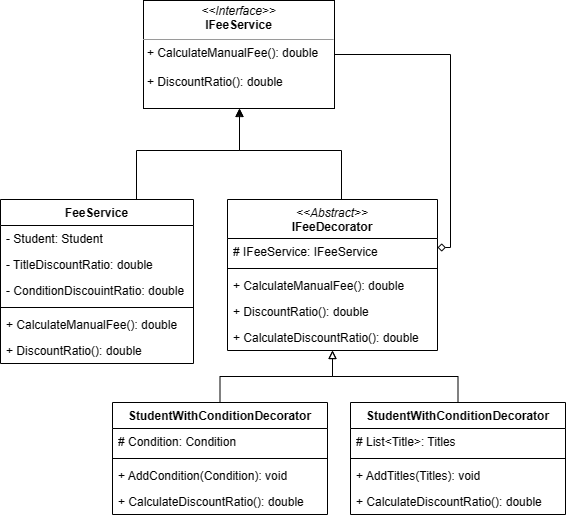 <<Interface>>
IFeeService
+ CalculateManualFee(): double
+ DiscountRatio(): double
FeeService
- Student: Student
- TitleDiscountRatio: double
- ConditionDiscouintRatio: double
+ CalculateManualFee(): double
+ DiscountRatio(): double
<<Abstract>>
IFeeDecorator
# IFeeService: IFeeService
+ CalculateManualFee(): double
+ DiscountRatio(): double
+ CalculateDiscountRatio(): double
StudentWithConditionDecorator
# Condition: Condition
+ AddCondition(Condition): void
+ CalculateDiscountRatio(): double
StudentWithConditionDecorator
# List<Title>: Titles
+ AddTitles(Titles): void
+ CalculateDiscountRatio(): double